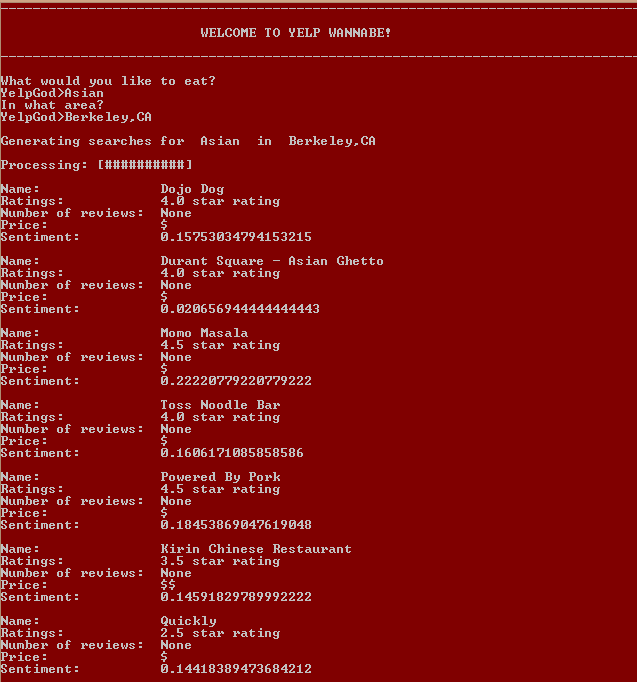 WELCOME TO YELP WANNABE!
What would you like to eat?
YelpGod>Asian
In what area?
YelpGod>Berkeley,CA
Generating searches for  Asian  in  Berkeley,CA
Processing: [##########]
Name: Dojo Dog
Ratings: 4.0 star rating
Number of reviews: None
Price: $
Sentiment: 0.15753034794153215
Name: Durant Square - Asian Ghetto
Ratings: 4.0 star rating
Number of reviews: None
Price: $
Sentiment: 0.020656944444444443
Name: Momo Masala
Ratings: 4.5 star rating
Number of reviews: None
Price: $
Sentiment: 0.22220779220779222
Name: Toss Noodle Bar
Ratings: 4.0 star rating
Number of reviews: None
Price: $
Sentiment: 0.1606171085858586
Name: Powered By Pork
Ratings: 4.5 star rating
Number of reviews: None
Price: $
Sentiment: 0.18453869047619048
Name: Kirin Chinese Restaurant
Ratings: 3.5 star rating
Number of reviews: None
Price: $$
Sentiment: 0.14591829789992222
Name: Quickly
Ratings: 2.5 star rating
Number of reviews: None
Price: $
Sentiment: 0.14418389473684212